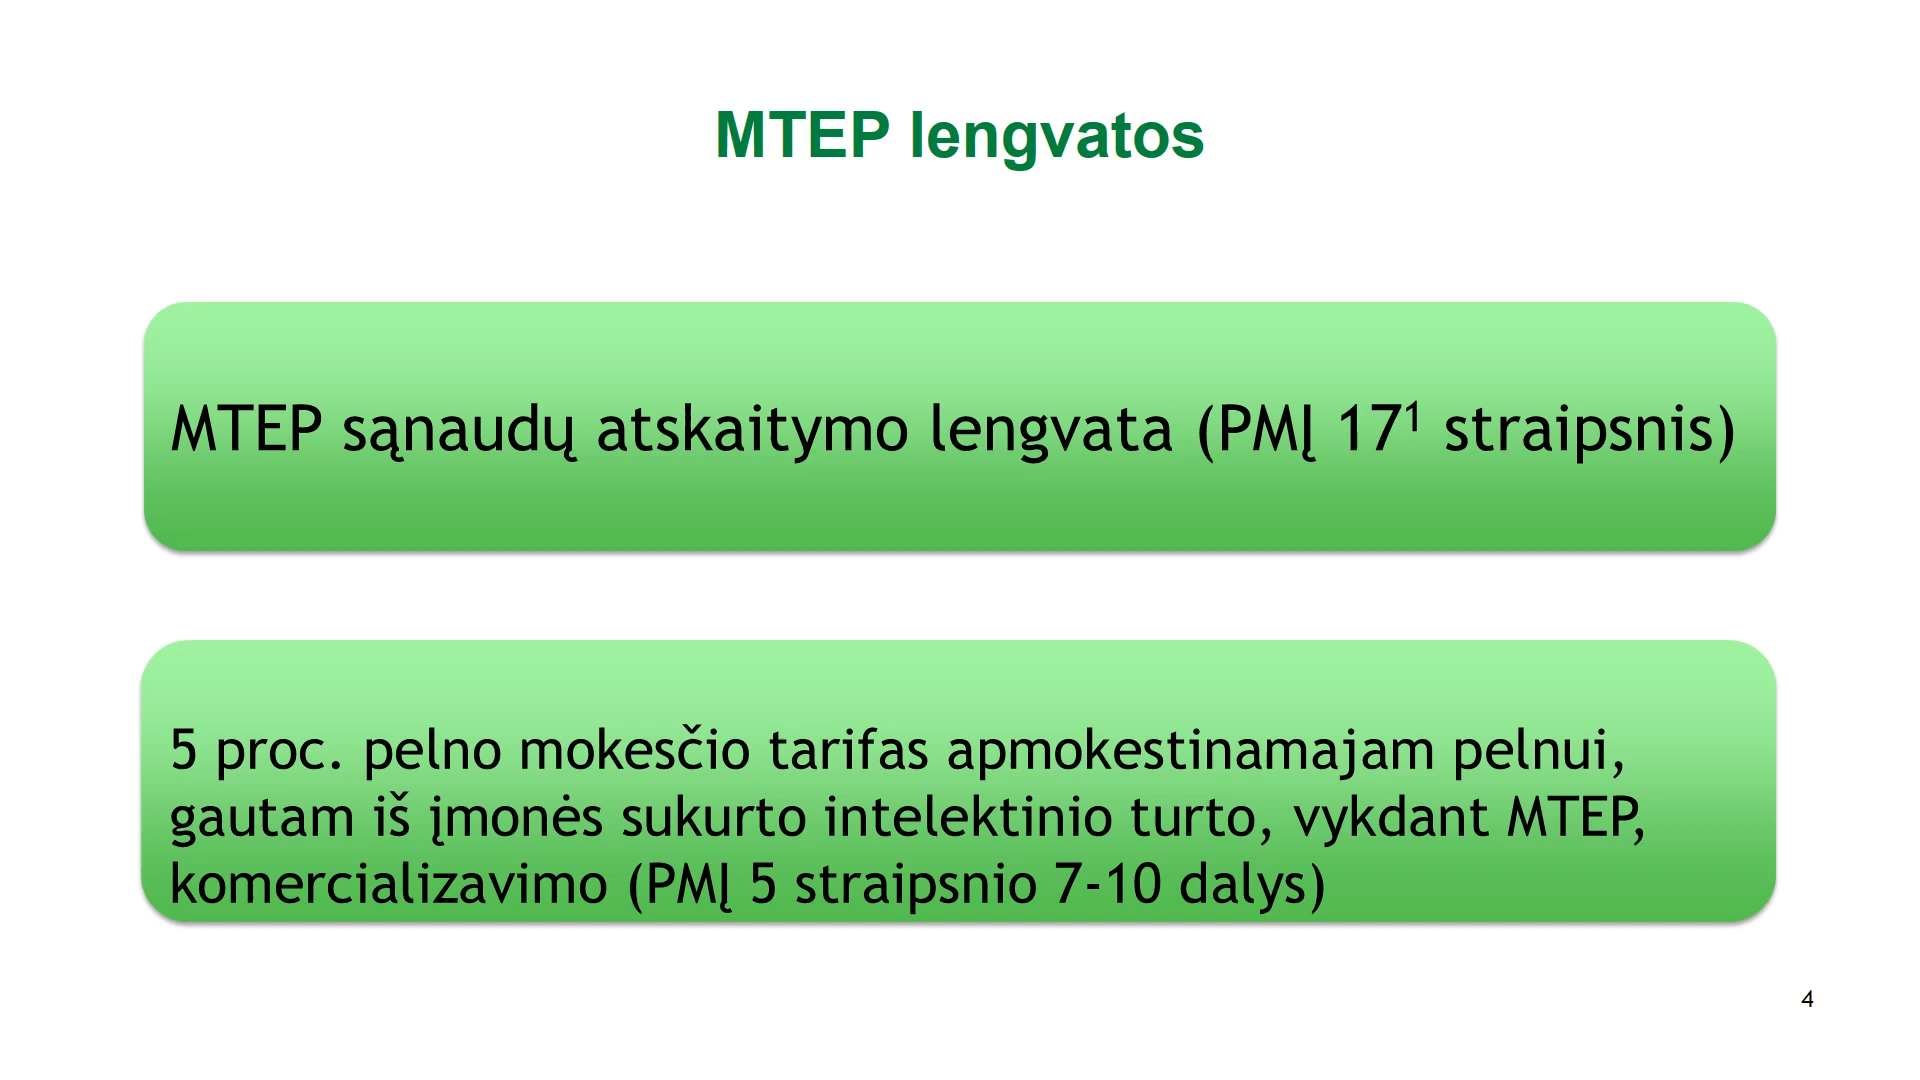 MTEP lengvatos
MTEP sąnaudų atskaitymo lengvata (PMĮ 17¹ straipsnis)
5 proc. pelno mokesčio tarifas apmokestinamajam pelnui,
gautam iš įmonės sukurto intelektinio turto, vykdant MTEP,
komercializavimo (PMĮ 5 straipsnio 7-10 dalys)
4